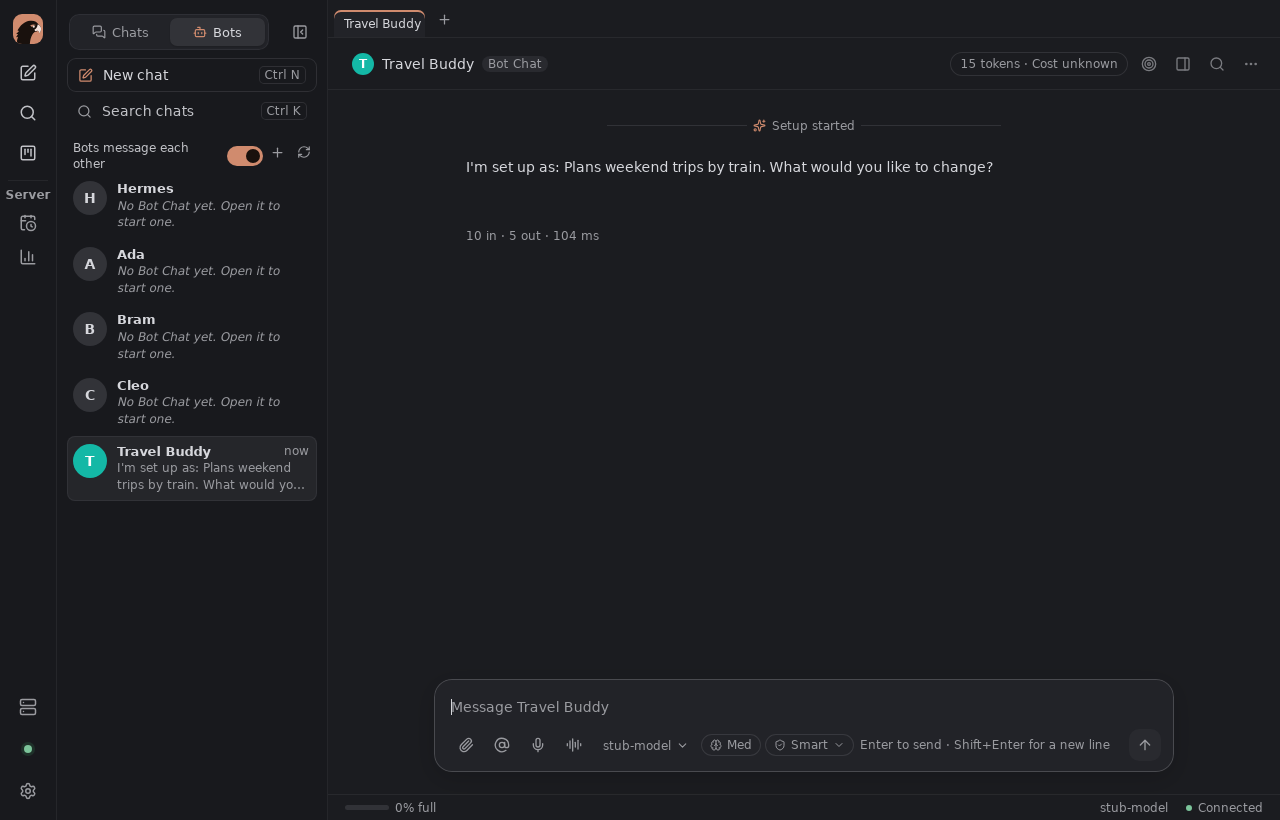 Chats
Bots
New chat
Ctrl N
Search chats
Ctrl K
Bots message each
other
Server
H
Hermes
No Bot Chat yet. Open it to
start one.
A
Ada
No Bot Chat yet. Open it to
start one.
B
Bram
No Bot Chat yet. Open it to
start one.
C
Cleo
No Bot Chat yet. Open it to
start one.
T
Travel Buddy
now
I'm set up as: Plans weekend
trips by train. What would yo…
Travel Buddy
T
Travel Buddy
Bot Chat
15 tokens · Cost unknown
Setup started
I'm set up as: Plans weekend trips by train. What would you like to change?
10 in · 5 out · 104 ms
Message Travel Buddy
stub-model
Med
Smart
Enter to send · Shift+Enter for a new line
0% full
stub-model
Connected